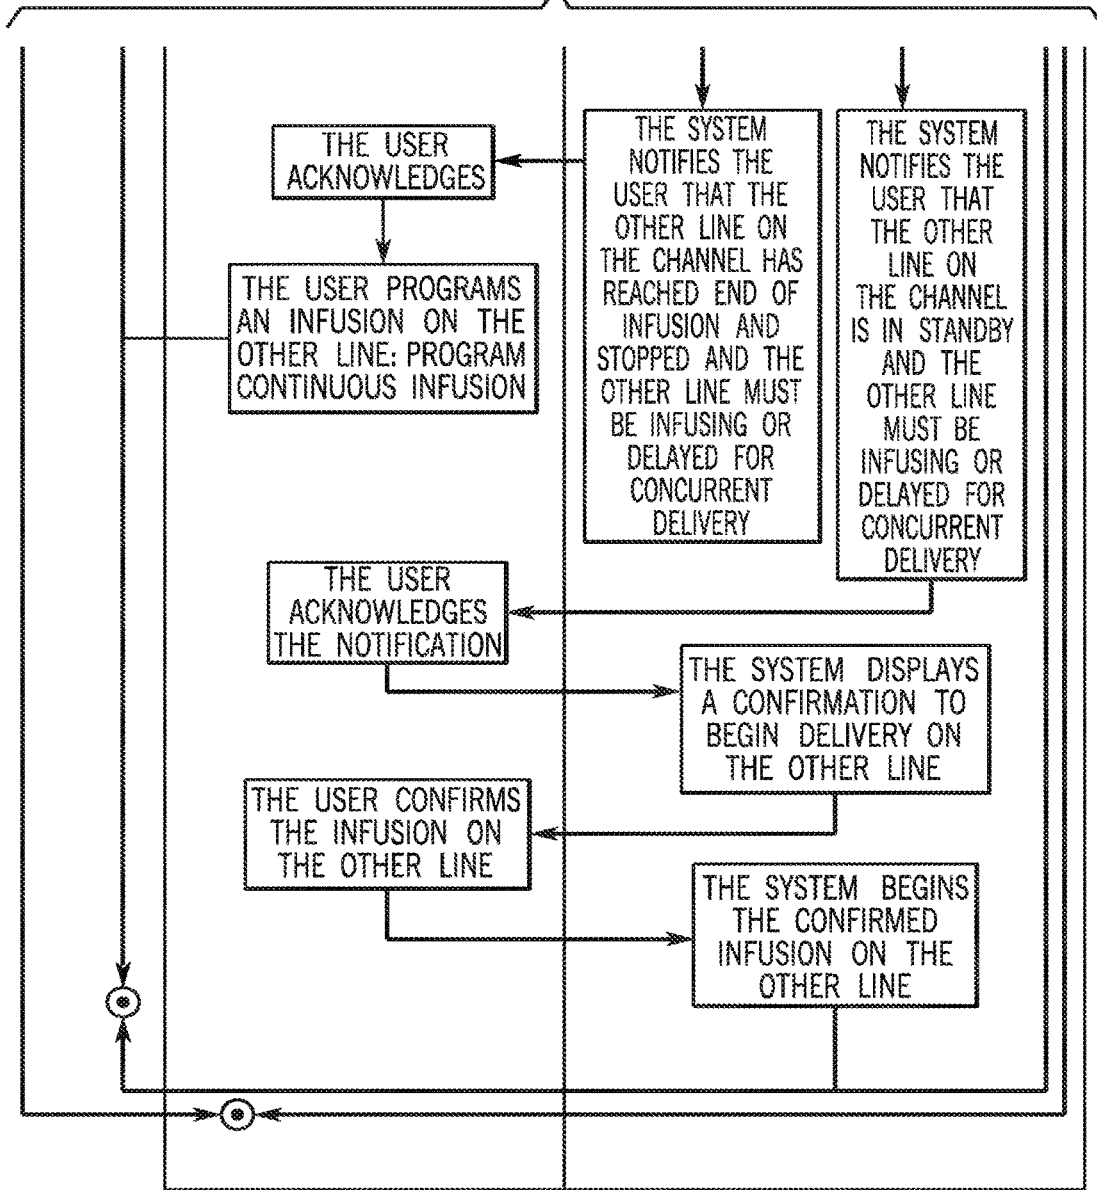 THE USER
ACKNOWLEDGES
THE SYSTEM
NOTIFIES THE
USER THAT THE
OTHER LINE ON
THE CHANNEL HAS
REACHED END OF
INFUSION AND
STOPPED AND THE
OTHER LINE MUST
BE INFUSING OR
DELAYED FOR
CONCURRENT
DELIVERY
THE SYSTEM
NOTIFIES THE
USER THAT
THE OTHER
LINE ON
THE CHANNEL
IS IN STANDBY
AND THE
OTHER LINE
MUST BE
INFUSING OR
DELAYED FOR
CONCURRENT
DELIVERY
THE USER PROGRAMS
AN INFUSION ON THE
OTHER LINE: PROGRAM
CONTINUOUS INFUSION
THE USER
ACKNOWLEDGES
THE NOTIFICATION
THE SYSTEM DISPLAYS
A CONFIRMATION TO
BEGIN DELIVERY ON
THE OTHER LINE
THE USER CONFIRMS
THE INFUSION ON
THE OTHER LINE
THE SYSTEM BEGINS
THE CONFIRMED
INFUSION ON THE
OTHER LINE